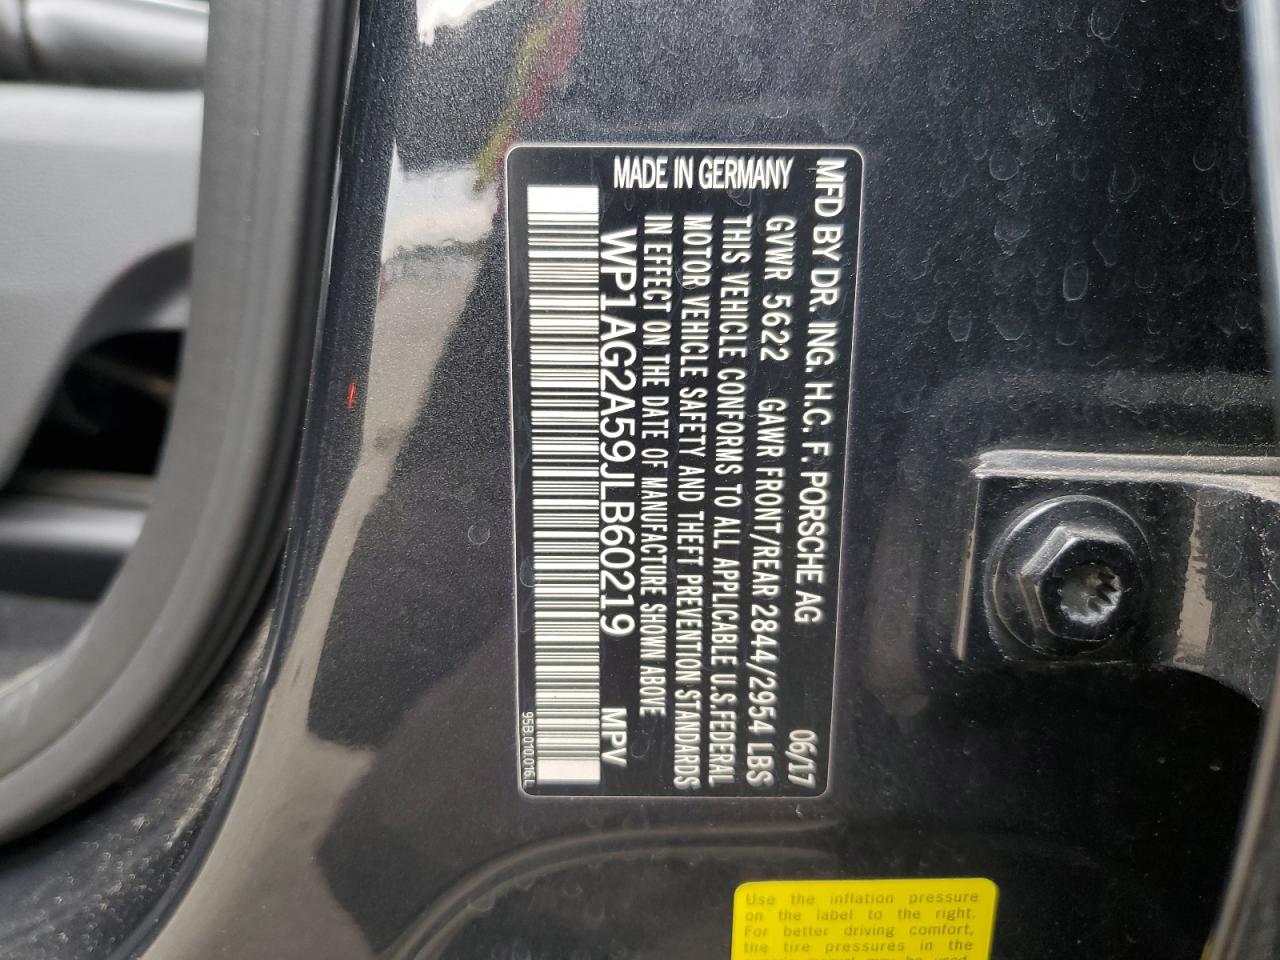 MFD BY DR. ING. H.C. F. PORSCHE AG 06/17
GVWR 5622 GAWR FRONT/REAR 2844/2954 LBS
THIS VEHICLE CONFORMS TO ALL APPLICABLE U.S.FEDERAL
MOTOR VEHICLE SAFETY AND THEFT PREVENTION STANDARDS
IN EFFECT ON THE DATE OF MANUFACTURE SHOWN ABOVE
WP1AG2A59JLB60219 MPV
MADE IN GERMANY
95B.010.016.L
Use the inflation pressure
on the label to the right.
For better driving comfort,
the tire pressures in the